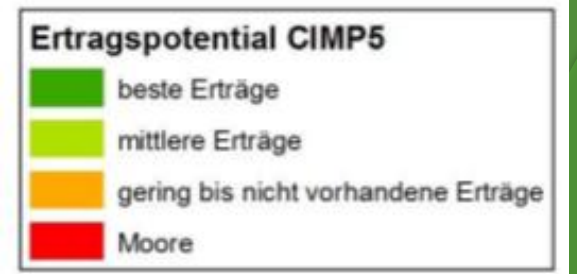 Ertragspotential CIMP5
beste Erträge
mittlere Erträge
gering bis nicht vorhandene Erträge
Moore